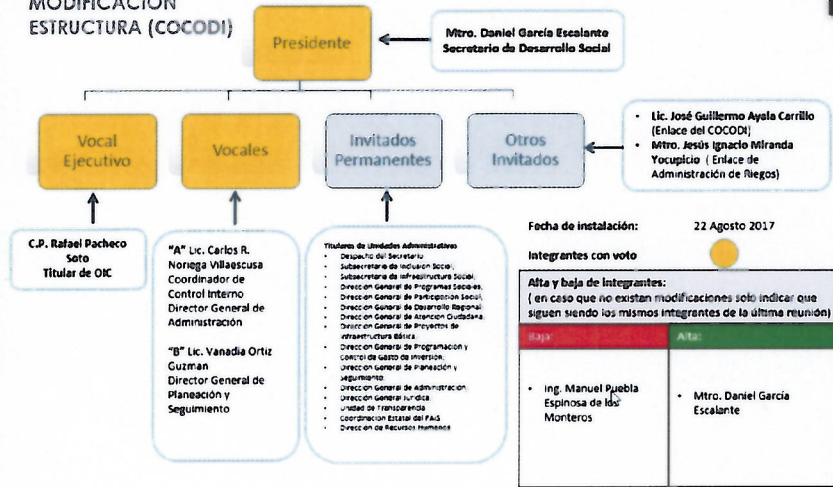 MODIFICACIÓN
ESTRUCTURA (COCODI)
Presidente
Mtro. Daniel García Escalante
Secretario de Desarrollo Social
Vocal
Ejecutivo
Vocales
Invitados
Permanentes
Otros
Invitados
• Lic. José Guillermo Ayala Carrillo
(Enlace del COCODI)
• Mtro. Jesús Ignacio Miranda
Yocupicio ( Enlace de
Administración de Riegos)
C.P. Rafael Pacheco
Soto
Titular de OIC
"A" Lic. Carlos R.
Noriega Villaescusa
Coordinador de
Control Interno
Director General de
Administración
"B" Lic. Vanadia Ortiz
Guzman
Director General de
Planeación y
Seguimiento
Titulares de Unidades Administrativas
• Despacho del Secretario
• Subsecretaría de Inclusión Social,
• Subsecretaría de Infraestructura Social,
• Dirección General de Programas Sociales,
• Dirección General de Participación Social,
• Dirección General de Desarrollo Regional
• Dirección General de Atención Ciudadana,
• Dirección General de Proyectos de
Infraestructura Básica,
• Dirección General de Programación y
Control de Gasto de Inversión,
• Dirección General de Planeación y
Seguimiento,
• Dirección General de Administración
• Dirección General Jurídica,
• Unidad de Transparencia
• Coordinación Estatal del PAIS
• Dirección de Recursos Humanos
Fecha de instalación: 22 Agosto 2017
Integrantes con voto
Alta y baja de integrantes:
( en caso que no existan modificaciones solo indicar que
siguen siendo los mismos integrantes de la última reunión)
Baja: Alta:
• Ing. Manuel Puebla
Espinosa de los
Monteros
• Mtro. Daniel García
Escalante